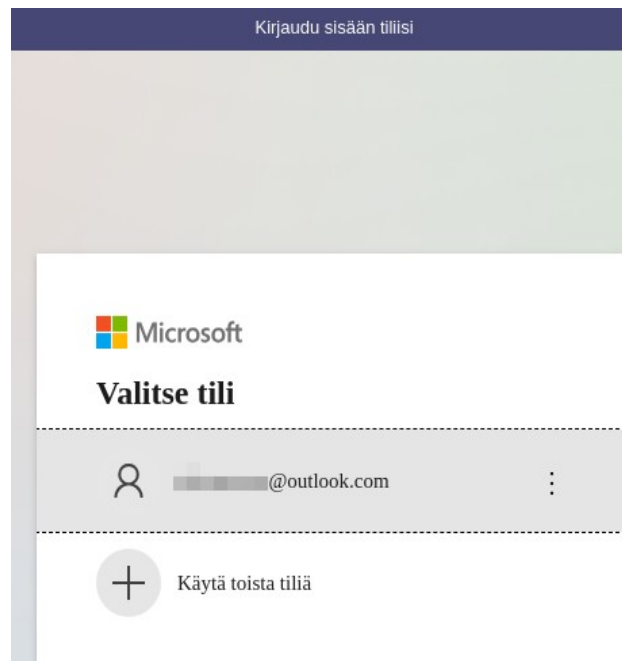 Kirjaudu sisään tiliisi
Microsoft
Valitse tili
@outlook.com
Käytä toista tiliä